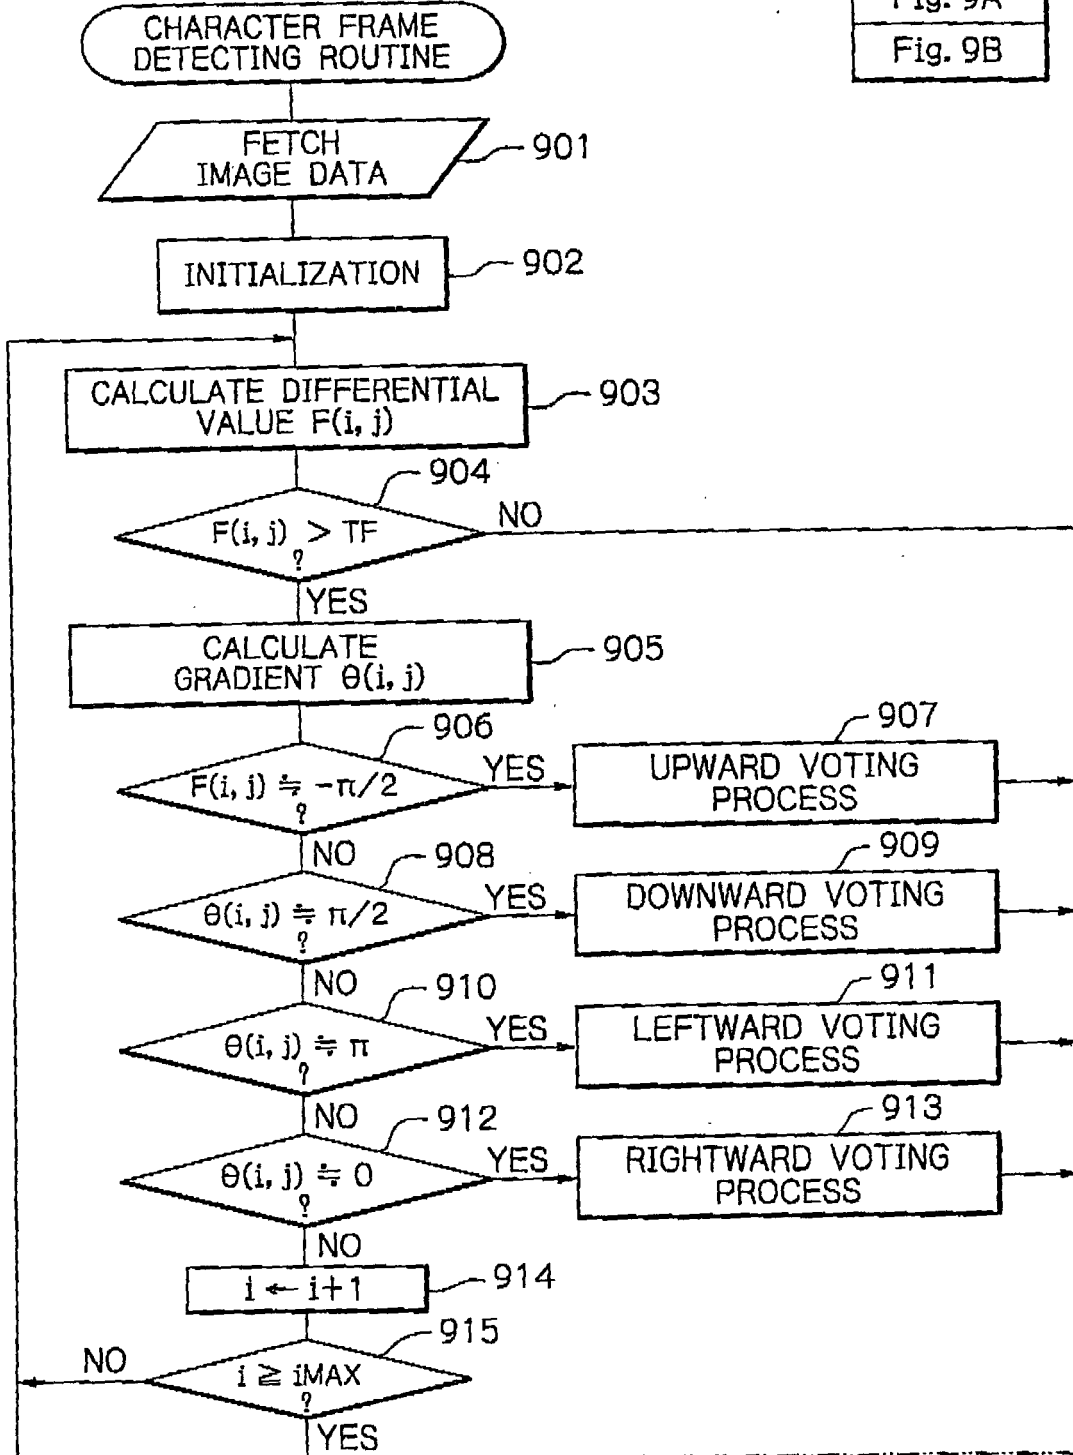 Fig. 9A
Fig. 9B
CHARACTER FRAME
DETECTING ROUTINE
FETCH
IMAGE DATA
901
INITIALIZATION
902
CALCULATE DIFFERENTIAL
VALUE F(i, j)
903
904
F(i, j) > TF
?
NO
YES
CALCULATE
GRADIENT θ(i, j)
905
906
F(i, j) ≒ -π/2
?
YES
907
UPWARD VOTING
PROCESS
NO
908
θ(i, j) ≒ π/2
?
YES
909
DOWNWARD VOTING
PROCESS
NO
910
θ(i, j) ≒ π
?
YES
911
LEFTWARD VOTING
PROCESS
NO
912
θ(i, j) ≒ 0
?
YES
913
RIGHTWARD VOTING
PROCESS
NO
i ← i+1
914
915
NO
i ≧ iMAX
?
YES